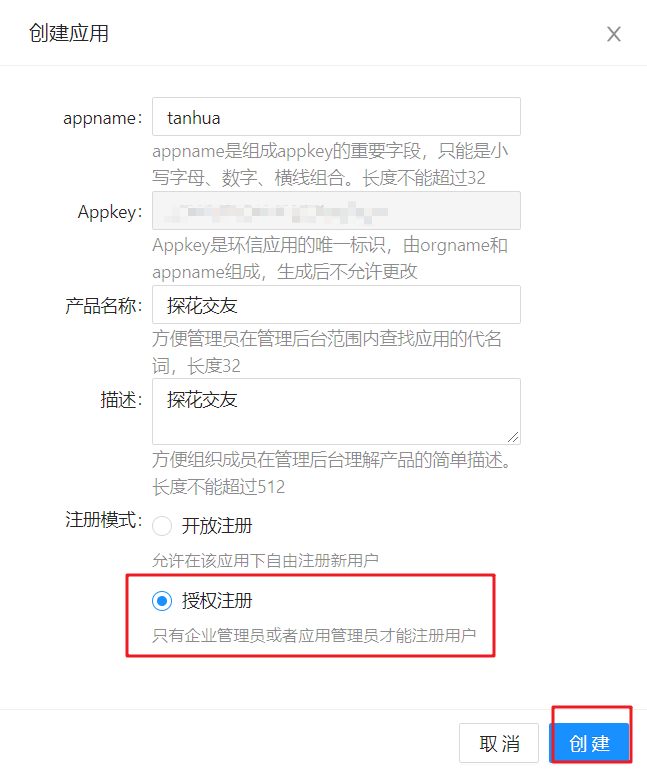 创建应用
appname: tanhua
appname是组成appkey的重要字段，只能是小
写字母、数字、横线组合。长度不能超过32
Appkey:
Appkey是环信应用的唯一标识，由orgname和
appname组成，生成后不允许更改
产品名称: 探花交友
方便管理员在管理后台范围内查找应用的代名
词，长度32
描述: 探花交友
方便组织成员在管理后台理解产品的简单描述。
长度不能超过512
注册模式: 开放注册
允许在该应用下自由注册新用户
授权注册
只有企业管理员或者应用管理员才能注册用户
取 消 创 建